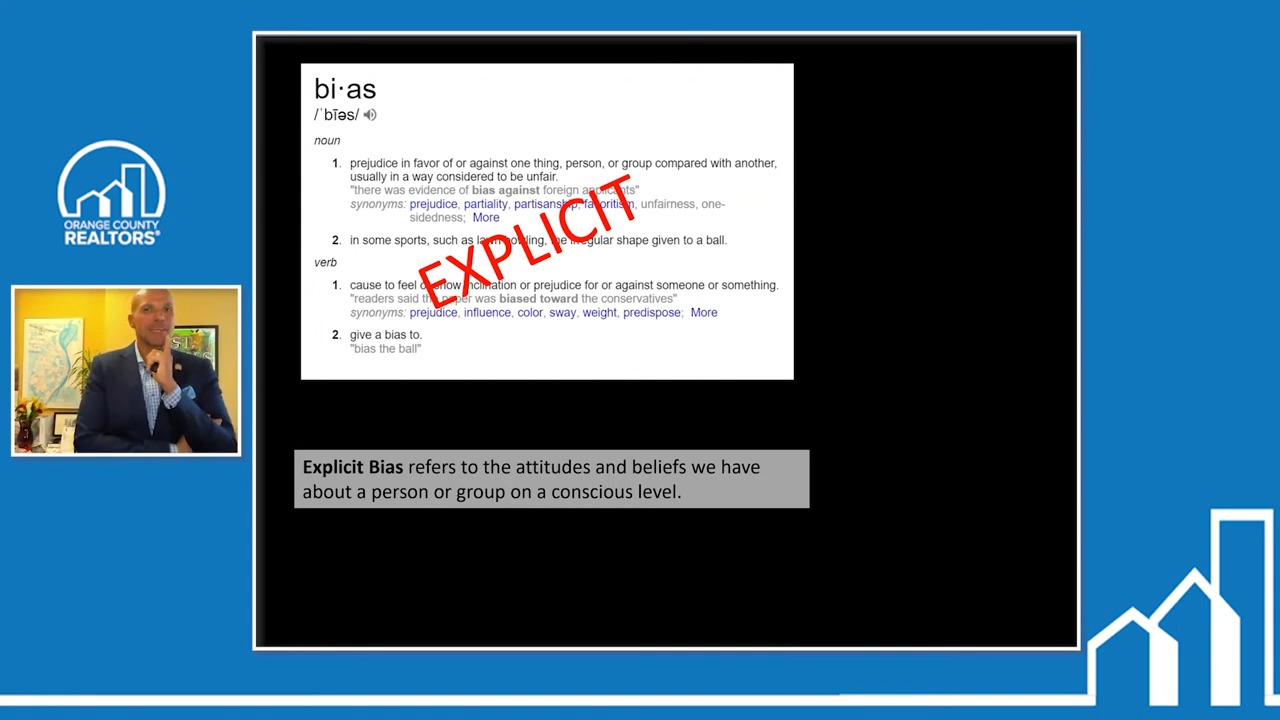 ORANGE COUNTY
REALTORS®
bi·as
/ˈbīəs/
noun
1. prejudice in favor of or against one thing, person, or group compared with another,
usually in a way considered to be unfair.
"there was evidence of bias against foreign applicants"
synonyms: prejudice, partiality, partisanship, favoritism, unfairness, one-
sidedness; More
2. in some sports, such as lawn bowling, the irregular shape given to a ball.
EXPLICIT
verb
1. cause to feel or show inclination or prejudice for or against someone or something.
"readers said the paper was biased toward the conservatives"
synonyms: prejudice, influence, color, sway, weight, predispose; More
2. give a bias to.
"bias the ball"
Explicit Bias refers to the attitudes and beliefs we have
about a person or group on a conscious level.